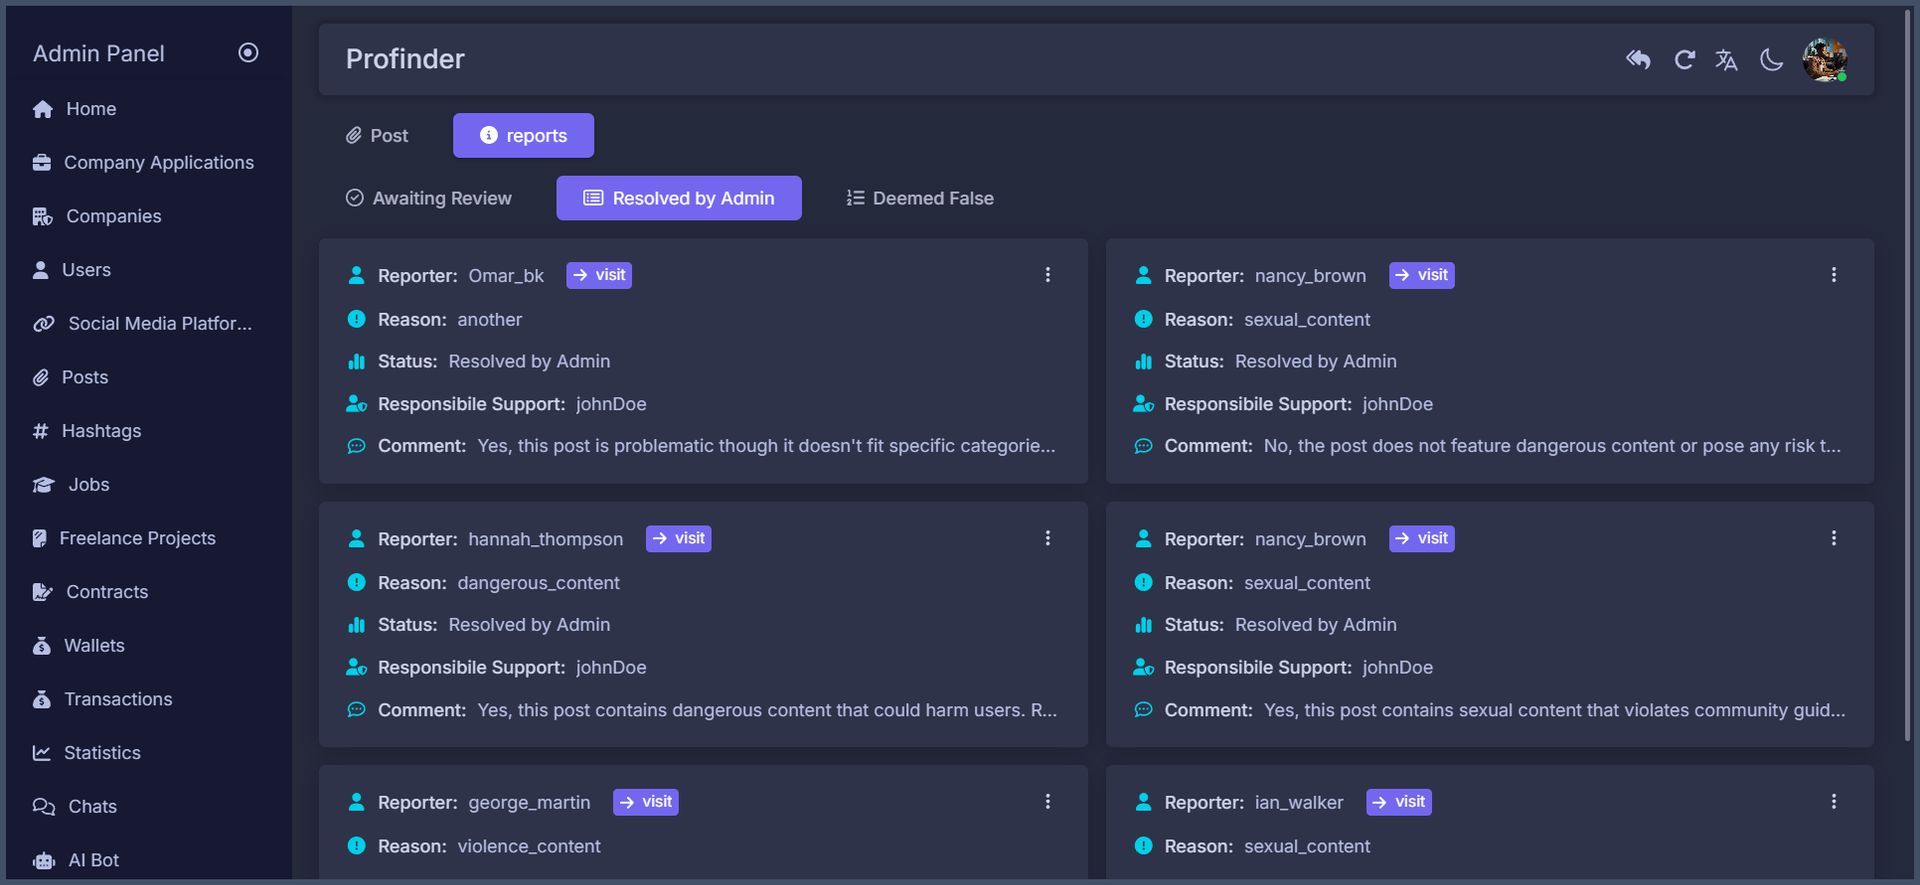 Admin Panel
Home
Company Applications
Companies
Users
Social Media Platfor...
Posts
Hashtags
Jobs
Freelance Projects
Contracts
Wallets
Transactions
Statistics
Chats
AI Bot
Profinder
Post
reports
Awaiting Review
Resolved by Admin
Deemed False
Reporter: Omar_bk visit
Reason: another
Status: Resolved by Admin
Responsibile Support: johnDoe
Comment: Yes, this post is problematic though it doesn't fit specific categorie...
Reporter: nancy_brown visit
Reason: sexual_content
Status: Resolved by Admin
Responsibile Support: johnDoe
Comment: No, the post does not feature dangerous content or pose any risk t...
Reporter: hannah_thompson visit
Reason: dangerous_content
Status: Resolved by Admin
Responsibile Support: johnDoe
Comment: Yes, this post contains dangerous content that could harm users. R...
Reporter: nancy_brown visit
Reason: sexual_content
Status: Resolved by Admin
Responsibile Support: johnDoe
Comment: Yes, this post contains sexual content that violates community guid...
Reporter: george_martin visit
Reason: violence_content
Reporter: ian_walker visit
Reason: sexual_content